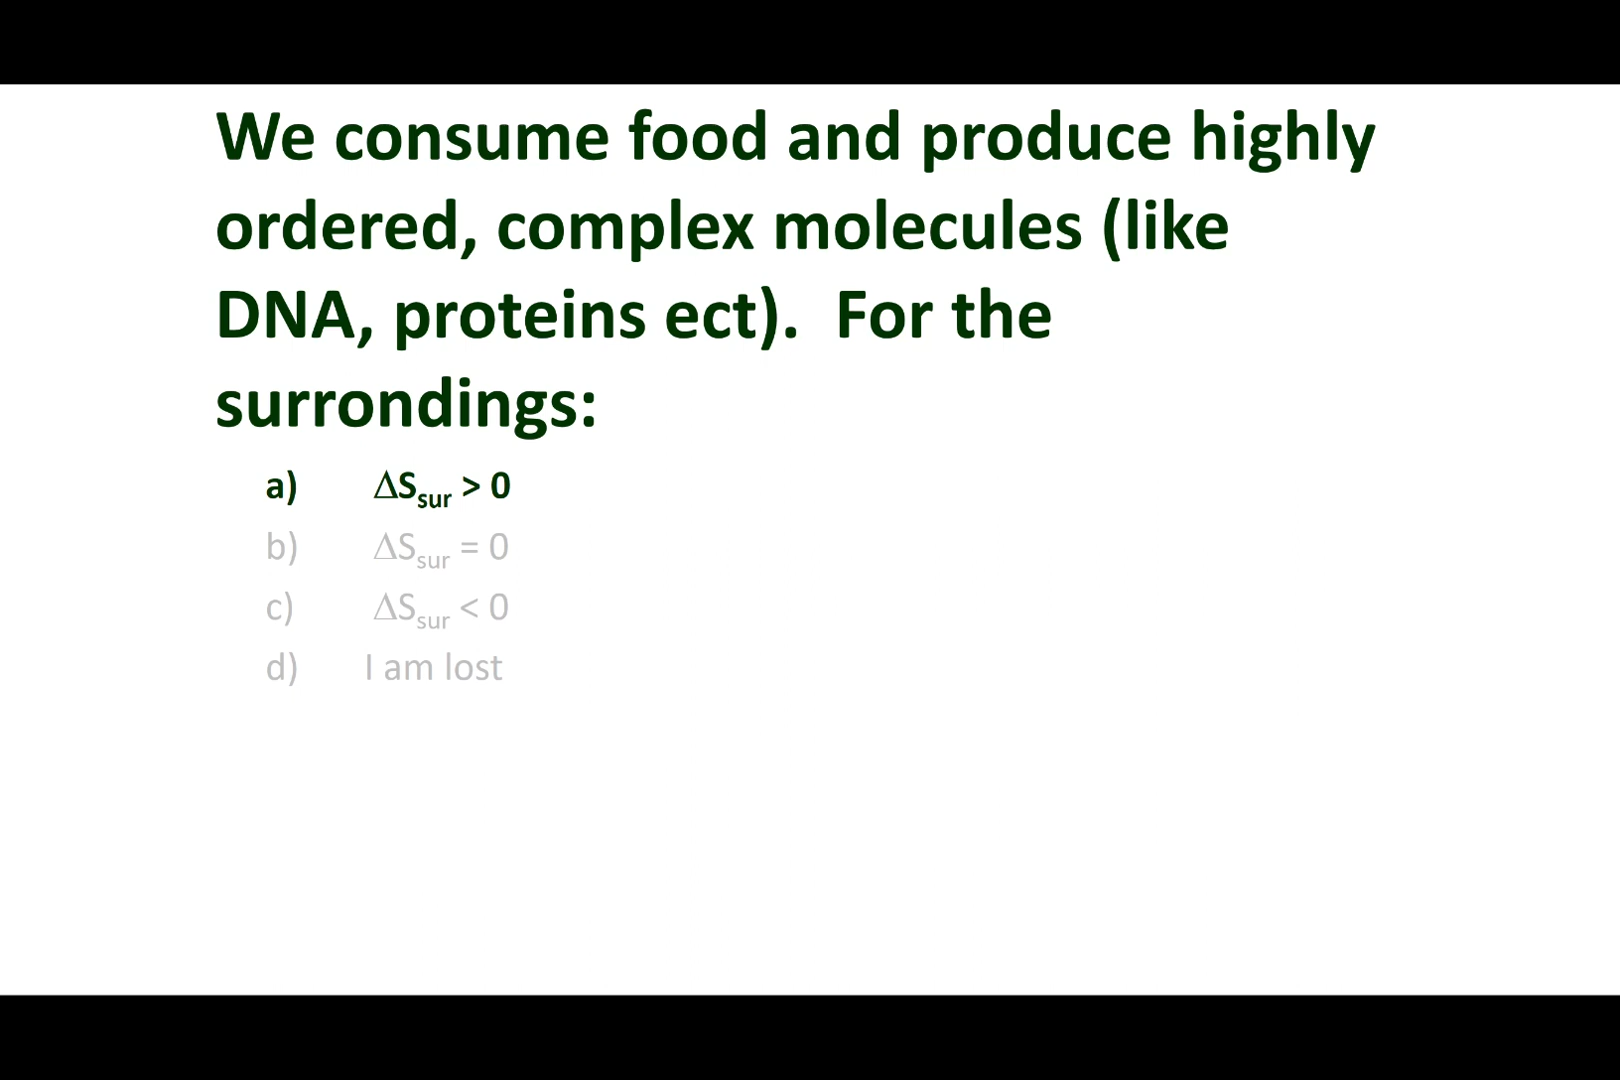 We consume food and produce highly
ordered, complex molecules (like
DNA, proteins ect).  For the
surrondings:
a) ΔSsur > 0
b) ΔSsur = 0
c) ΔSsur < 0
d) I am lost